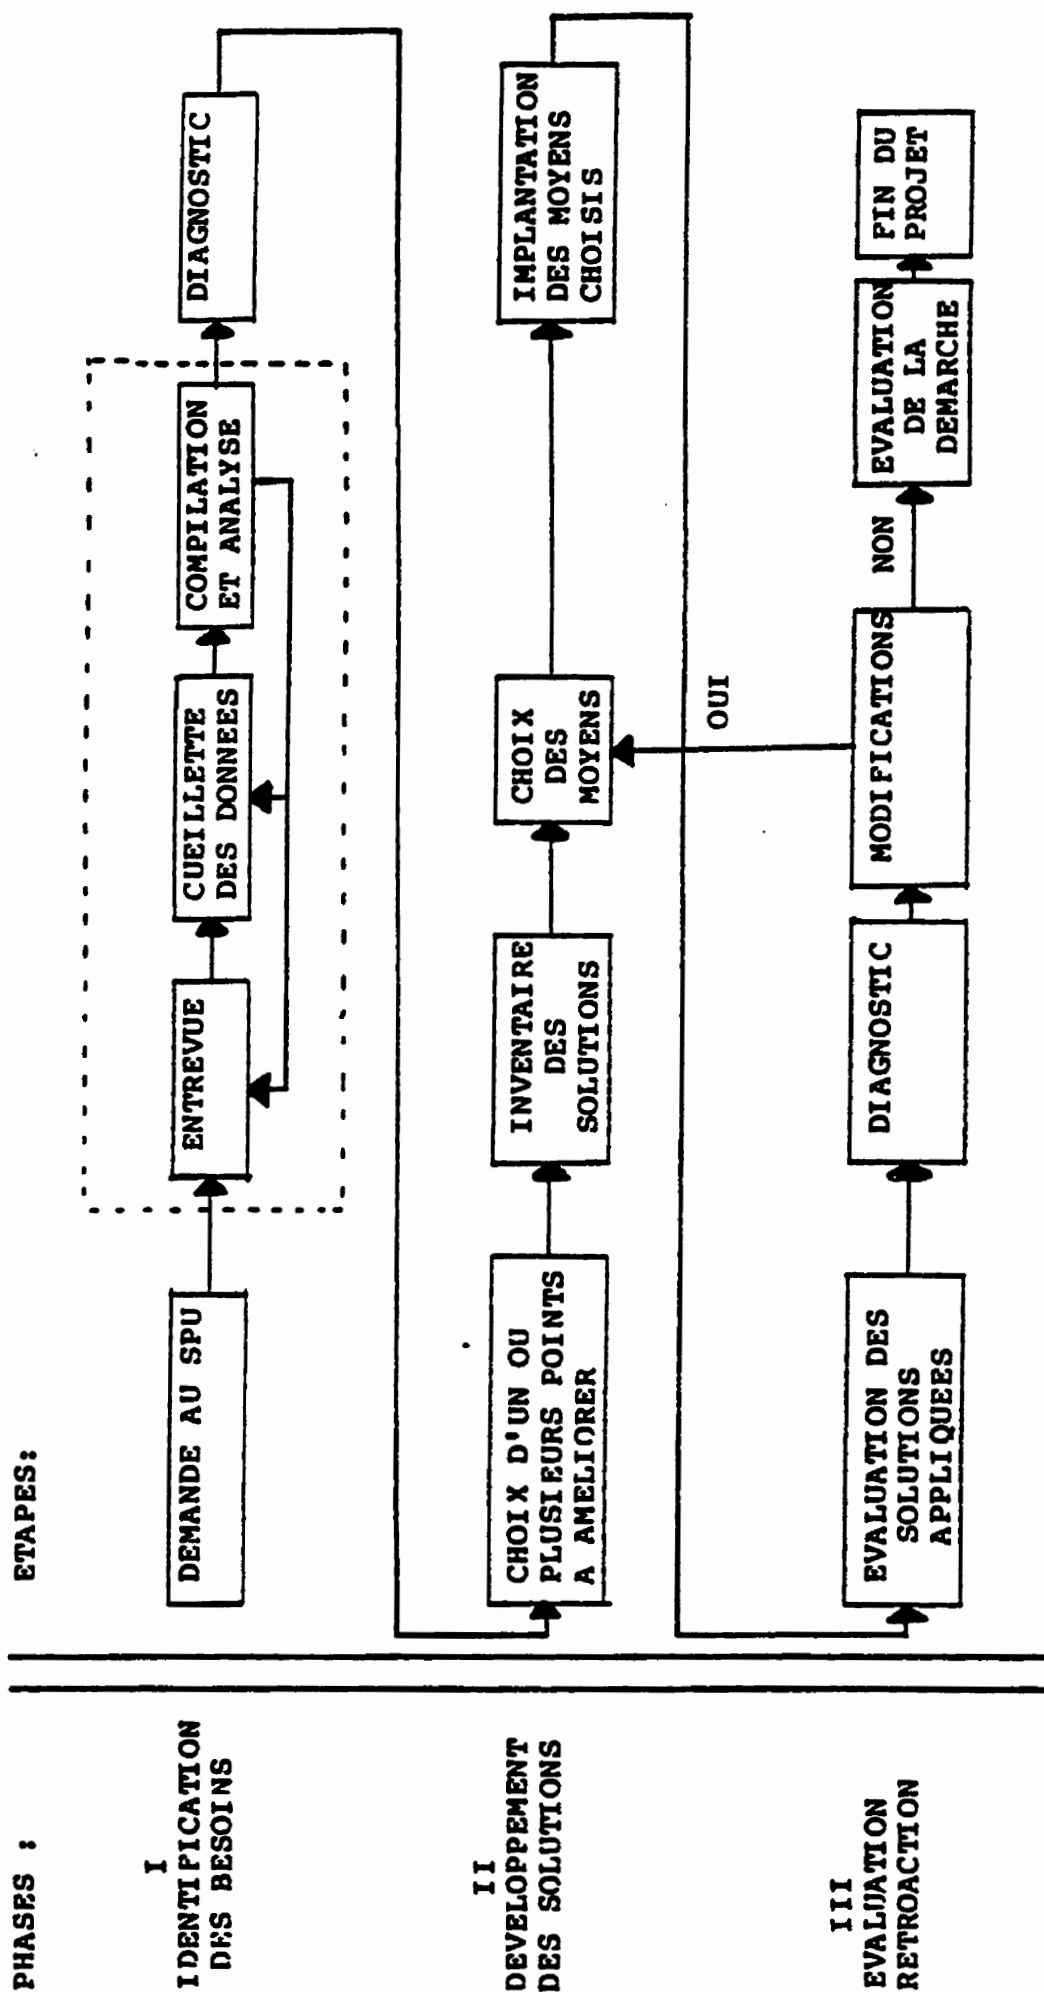 PHASES :
ETAPES:
I
IDENTIFICATION
DES BESOINS
DEMANDE AU SPU
ENTREVUE
CUEILLETTE
DES DONNEES
COMPILATION
ET ANALYSE
DIAGNOSTIC
II
DEVELOPPEMENT
DES SOLUTIONS
CHOIX D'UN OU
PLUSIEURS POINTS
A AMELIORER
INVENTAIRE
DES
SOLUTIONS
CHOIX
DES
MOYENS
IMPLANTATION
DES MOYENS
CHOISIS
OUI
III
EVALUATION
RETROACTION
EVALUATION DES
SOLUTIONS
APPLIQUEES
DIAGNOSTIC
MODIFICATIONS
NON
EVALUATION
DE LA
DEMARCHE
FIN DU
PROJET